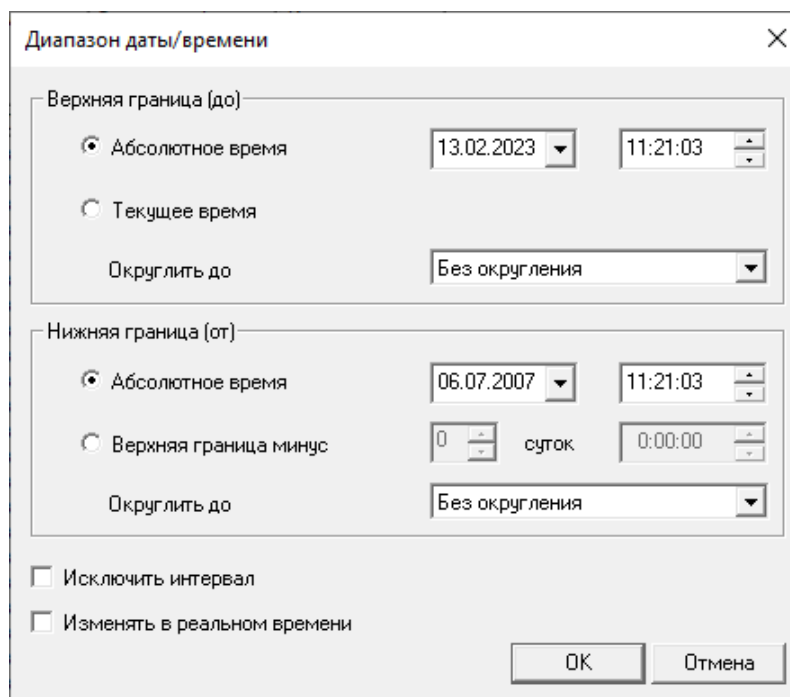 Диапазон даты/времени
Верхняя граница (до)
Абсолютное время 13.02.2023 11:21:03
Текущее время
Округлить до Без округления
Нижняя граница (от)
Абсолютное время 06.07.2007 11:21:03
Верхняя граница минус 0 суток 0:00:00
Округлить до Без округления
Исключить интервал
Изменять в реальном времени
OK Отмена